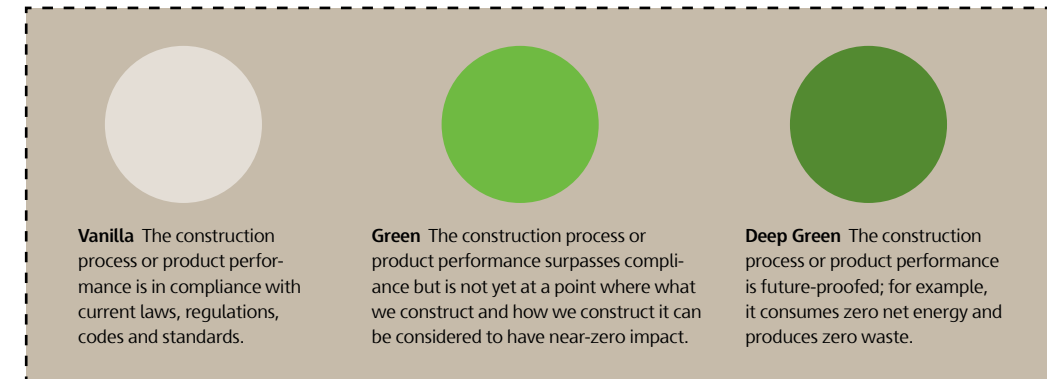 Vanilla The construction
process or product perfor-
mance is in compliance with
current laws, regulations,
codes and standards.
Green The construction process or
product performance surpasses compli-
ance but is not yet at a point where what
we construct and how we construct it can
be considered to have near-zero impact.
Deep Green The construction
process or product performance
is future-proofed; for example,
it consumes zero net energy and
produces zero waste.